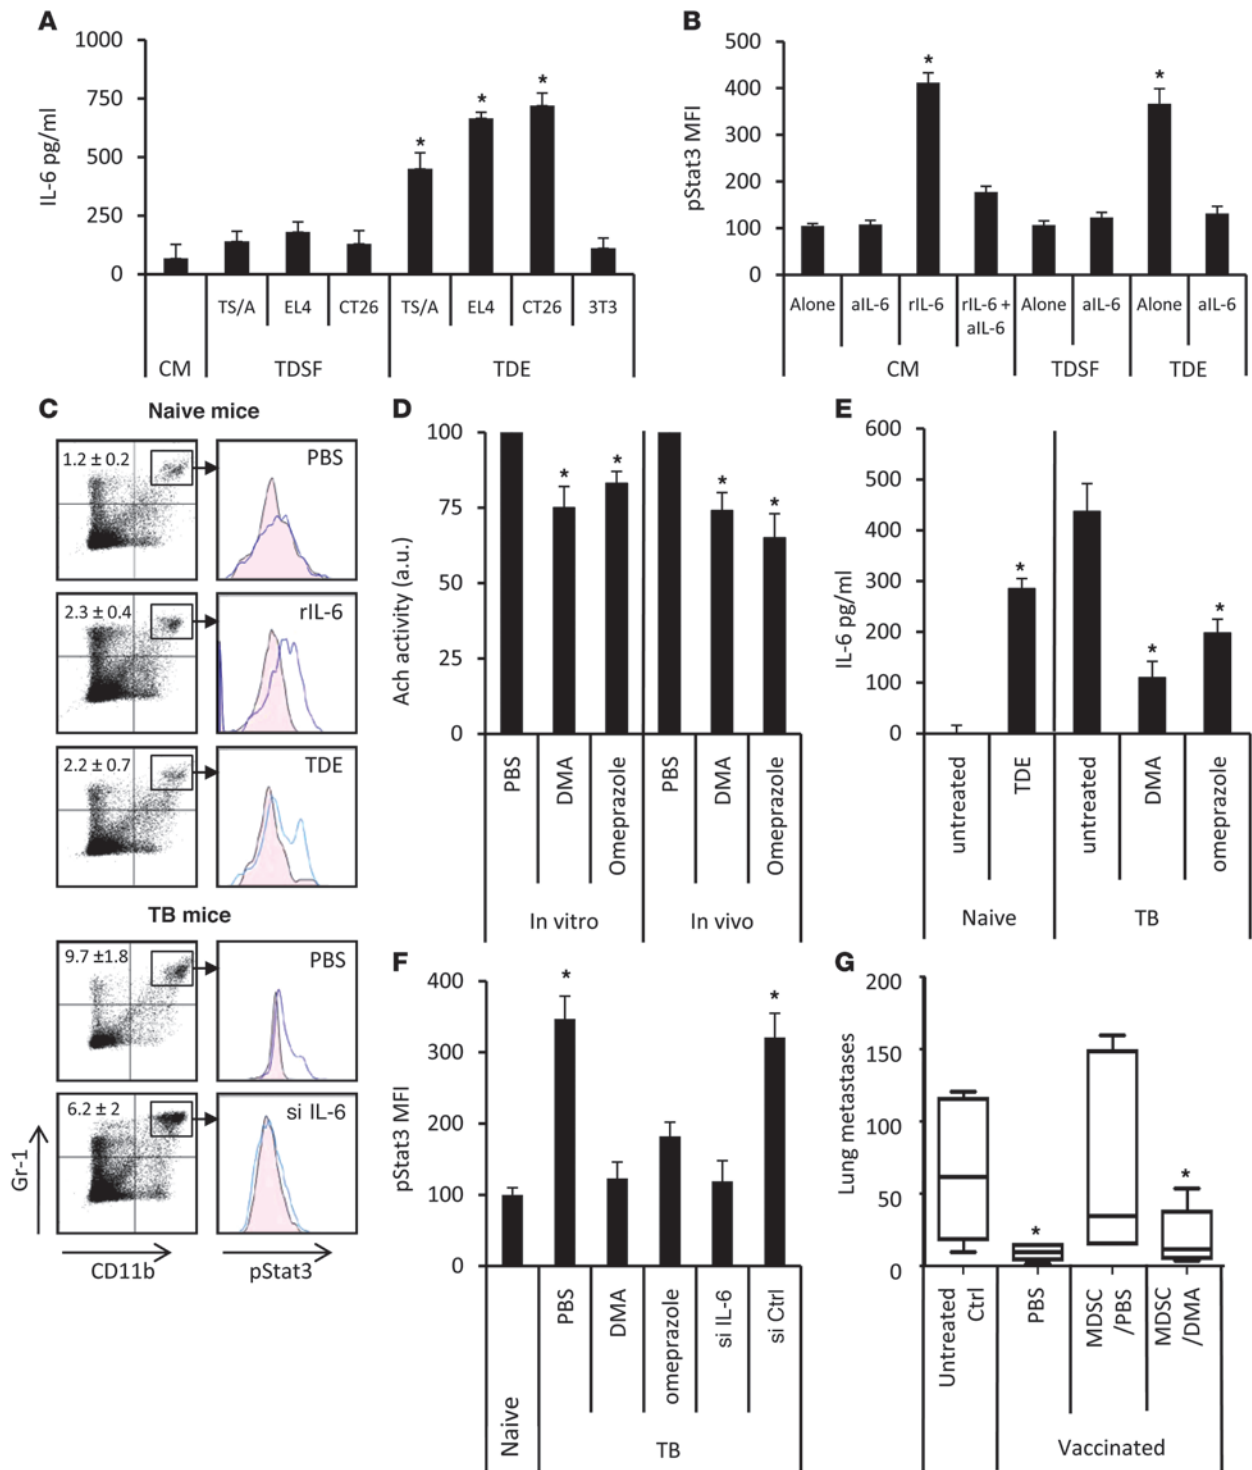 A
1000
750
500
250
0
IL-6 pg/ml
*
*
*
TS/A
EL4
CT26
TS/A
EL4
CT26
3T3
CM
TDSF
TDE
B
500
400
300
200
100
0
pStat3 MFI
*
*
Alone
aIL-6
rIL-6
rIL-6 +
aIL-6
Alone
aIL-6
Alone
aIL-6
CM
TDSF
TDE
C
Naive mice
1.2 ± 0.2
PBS
2.3 ± 0.4
rIL-6
2.2 ± 0.7
TDE
TB mice
9.7 ±1.8
PBS
6.2 ± 2
si IL-6
Gr-1
CD11b
pStat3
D
100
75
50
25
0
Ach activity (a.u.)
*
*
*
*
PBS
DMA
Omeprazole
PBS
DMA
Omeprazole
In vitro
In vivo
E
600
500
400
300
200
100
0
IL-6 pg/ml
*
*
*
untreated
TDE
untreated
DMA
omeprazole
Naive
TB
F
400
300
200
100
0
pStat3 MFI
*
*
Naive
PBS
DMA
omeprazole
si IL-6
si Ctrl
TB
G
200
150
100
50
0
Lung metastases
*
*
Untreated
Ctrl
PBS
MDSC
/PBS
MDSC
/DMA
Vaccinated